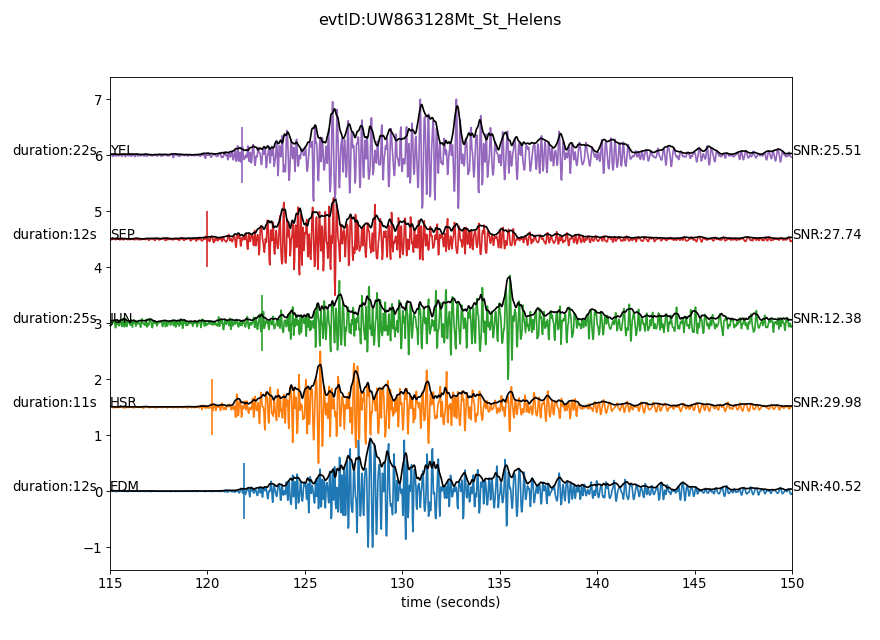 evtID:UW863128Mt_St_Helens
7
duration:22s YEL 6 SNR:25.51
5
duration:12s SEP SNR:27.74
4
duration:25s JUN 3 SNR:12.38
2
duration:11s HSR SNR:29.98
1
duration:12s EDM 0 SNR:40.52
−1
115 120 125 130 135 140 145 150
time (seconds)